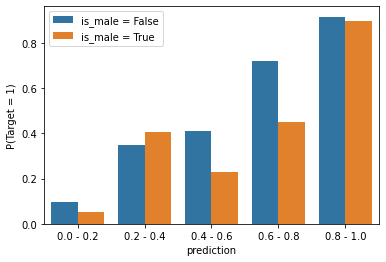 is_male = False
is_male = True
P(Target = 1)
0.8
0.6
0.4
0.2
0.0
0.0 - 0.2
0.2 - 0.4
0.4 - 0.6
0.6 - 0.8
0.8 - 1.0
prediction